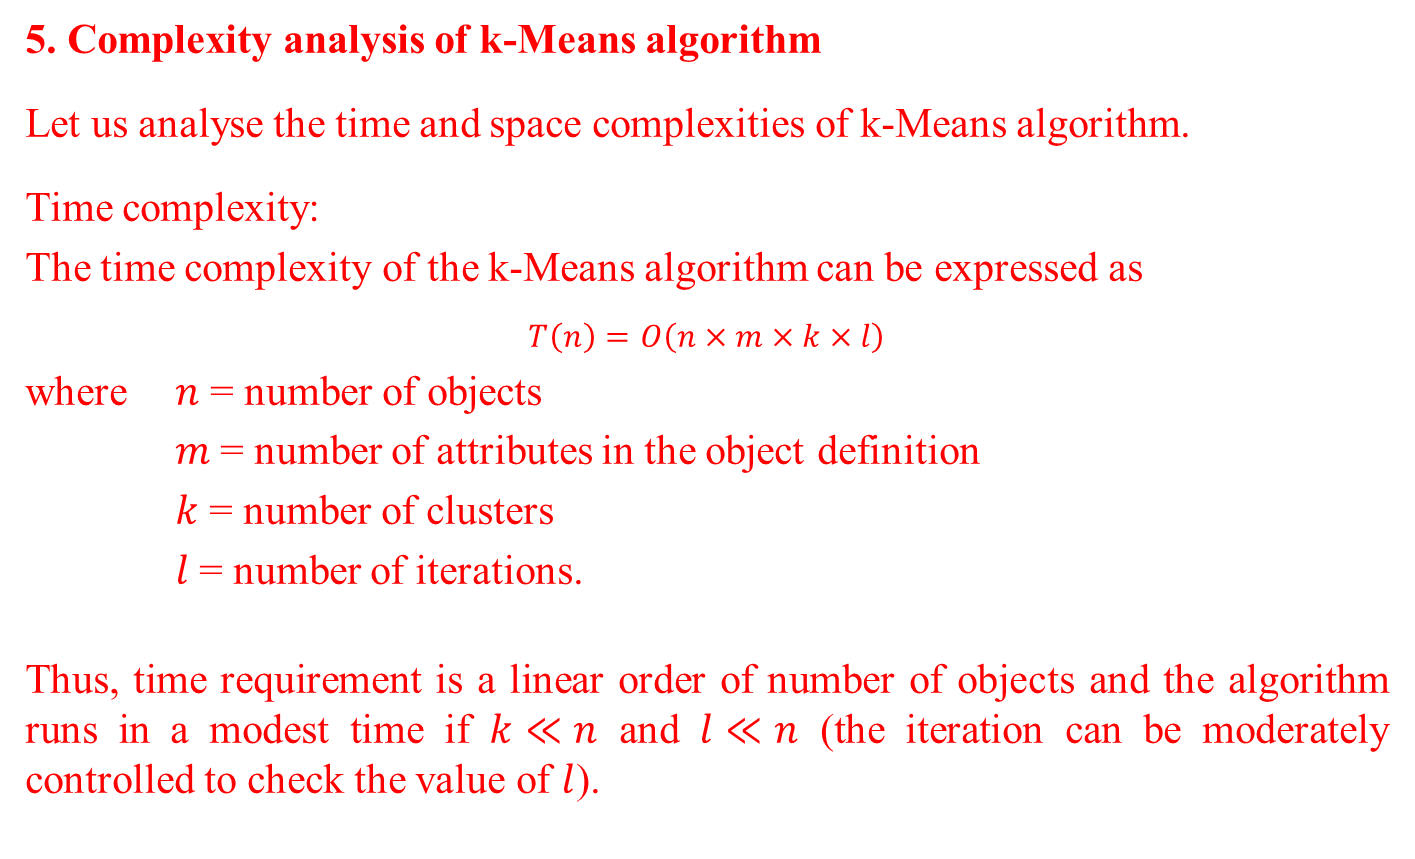 5. Complexity analysis of k-Means algorithm
Let us analyse the time and space complexities of k-Means algorithm.
Time complexity:
The time complexity of the k-Means algorithm can be expressed as
T(n) = O(n × m × k × l)
where n = number of objects
m = number of attributes in the object definition
k = number of clusters
l = number of iterations.
Thus, time requirement is a linear order of number of objects and the algorithm
runs in a modest time if k ≪ n and l ≪ n (the iteration can be moderately
controlled to check the value of l).